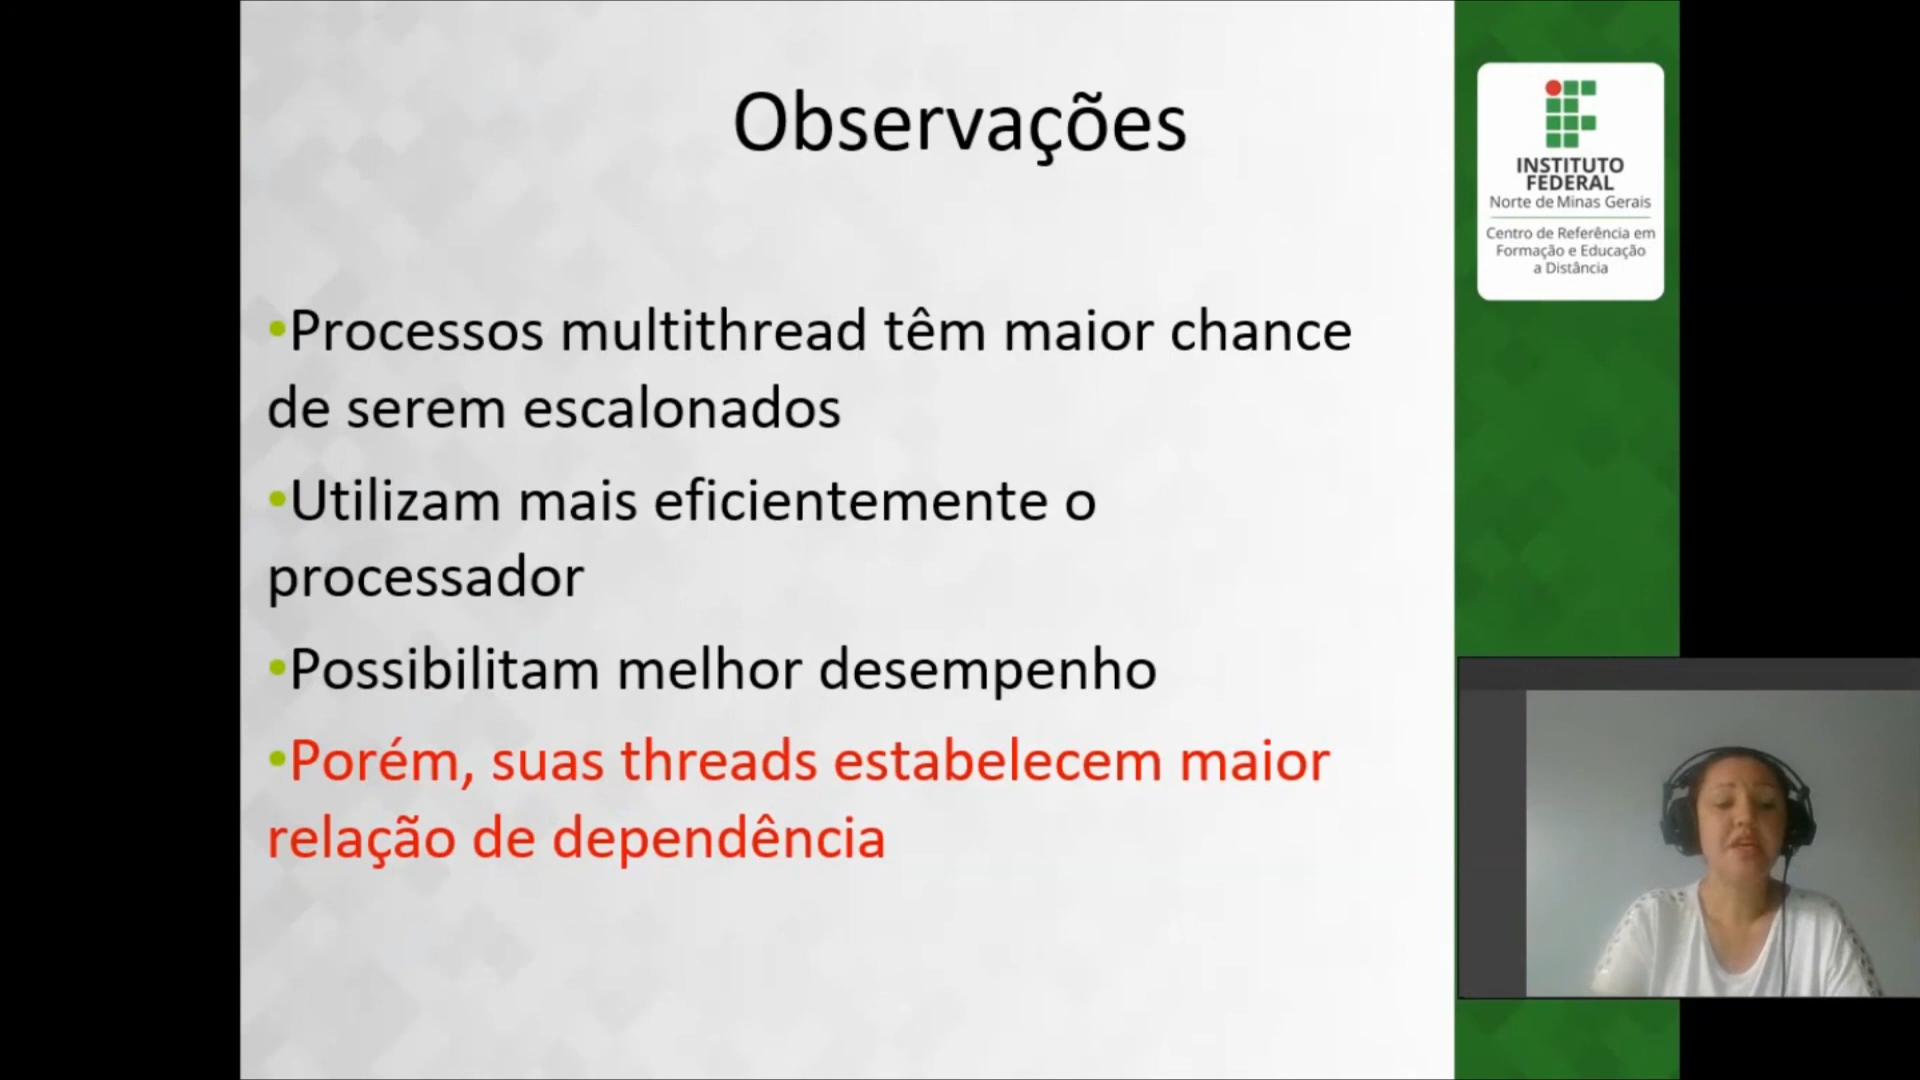 Observações
•Processos multithread têm maior chance
de serem escalonados
•Utilizam mais eficientemente o
processador
•Possibilitam melhor desempenho
•Porém, suas threads estabelecem maior
relação de dependência
INSTITUTO
FEDERAL
Norte de Minas Gerais
Centro de Referência em
Formação e Educação
a Distância